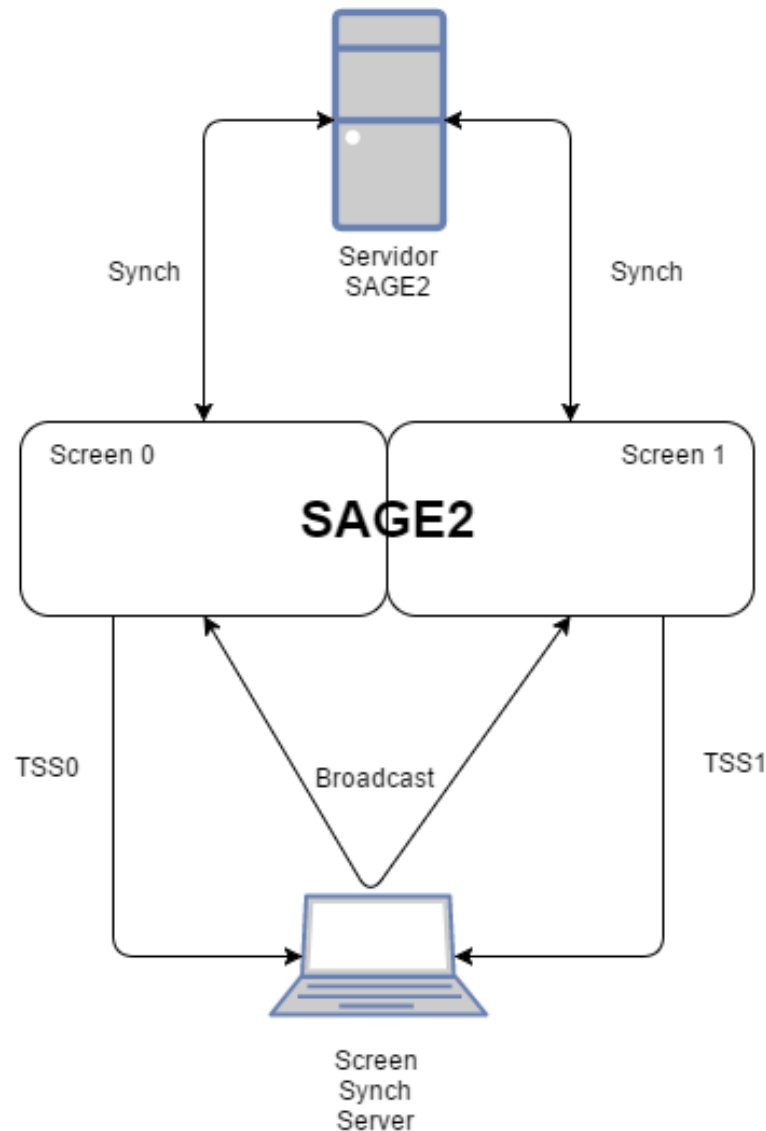 Servidor
SAGE2
Synch
Synch
Screen 0
Screen 1
SAGE2
TSS0
Broadcast
TSS1
Screen
Synch
Server